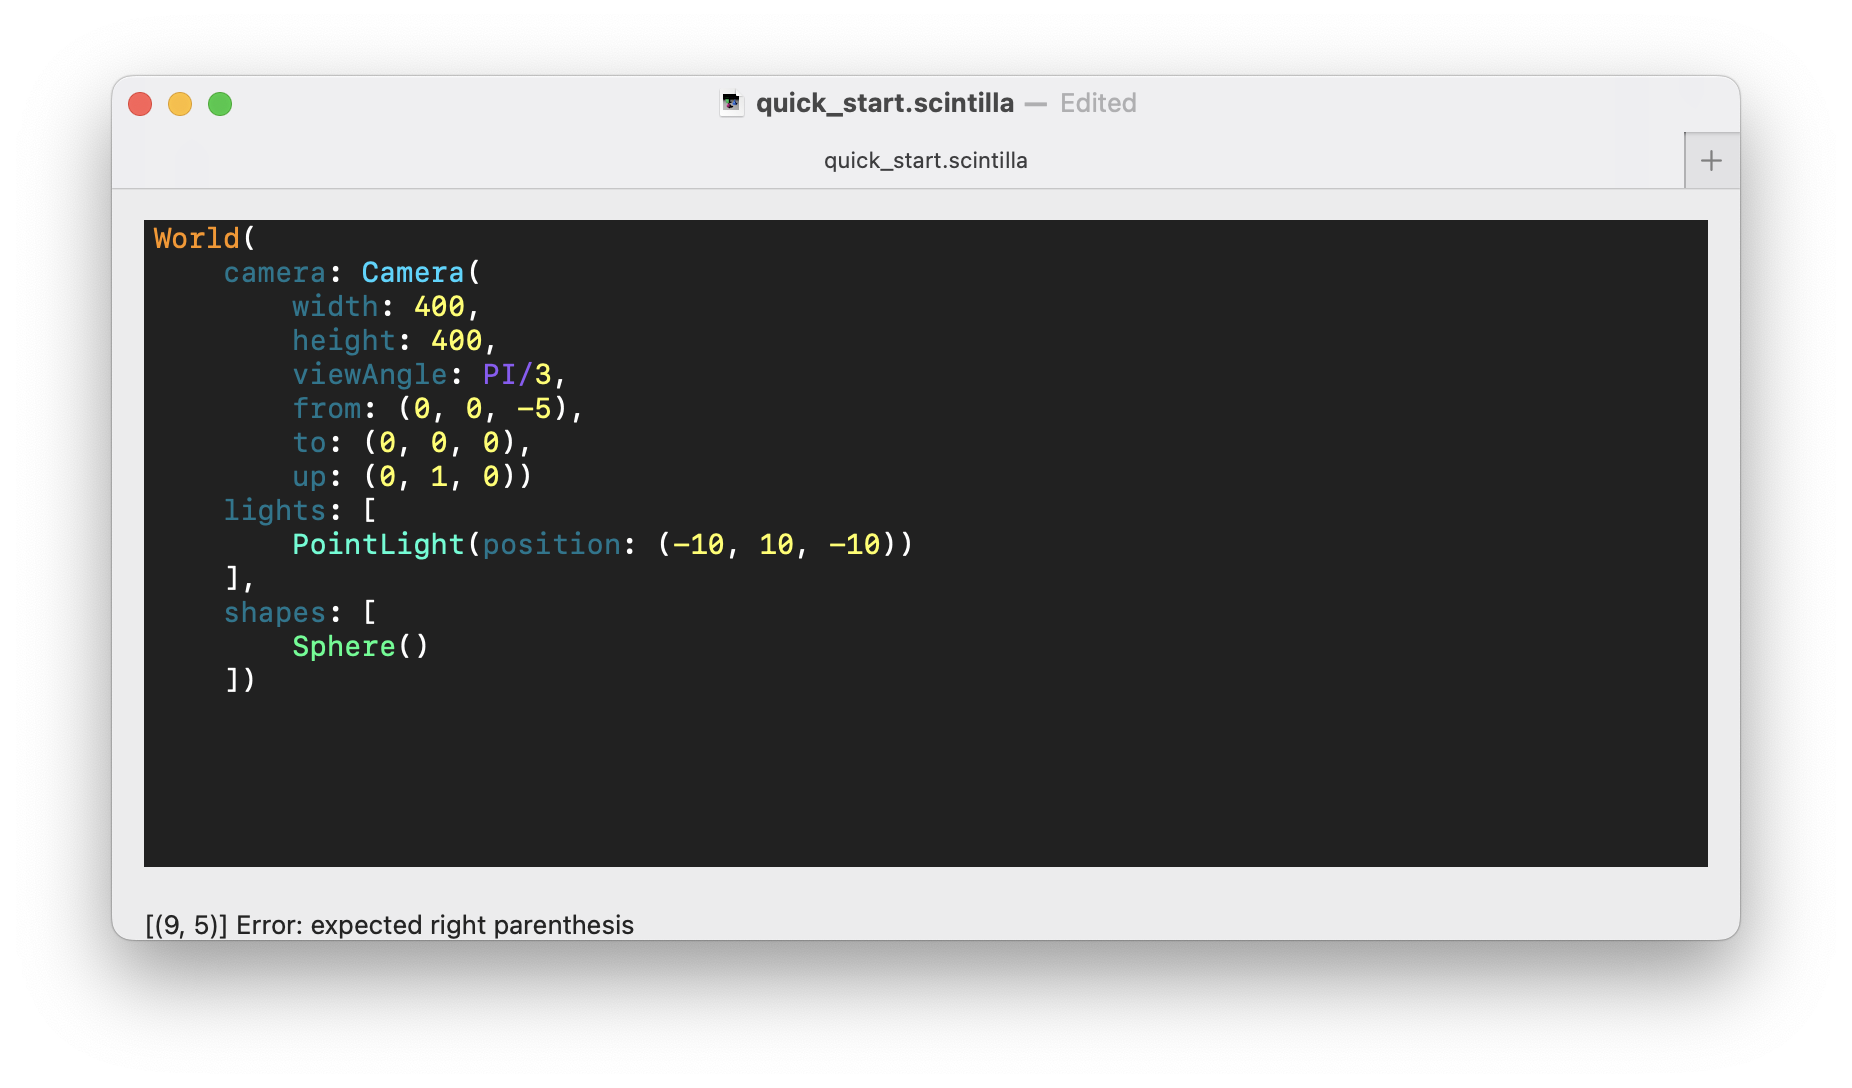 quick_start.scintilla — Edited
quick_start.scintilla
World(
    camera: Camera(
        width: 400,
        height: 400,
        viewAngle: PI/3,
        from: (0, 0, -5),
        to: (0, 0, 0),
        up: (0, 1, 0))
    lights: [
        PointLight(position: (-10, 10, -10))
    ],
    shapes: [
        Sphere()
    ])
[(9, 5)] Error: expected right parenthesis